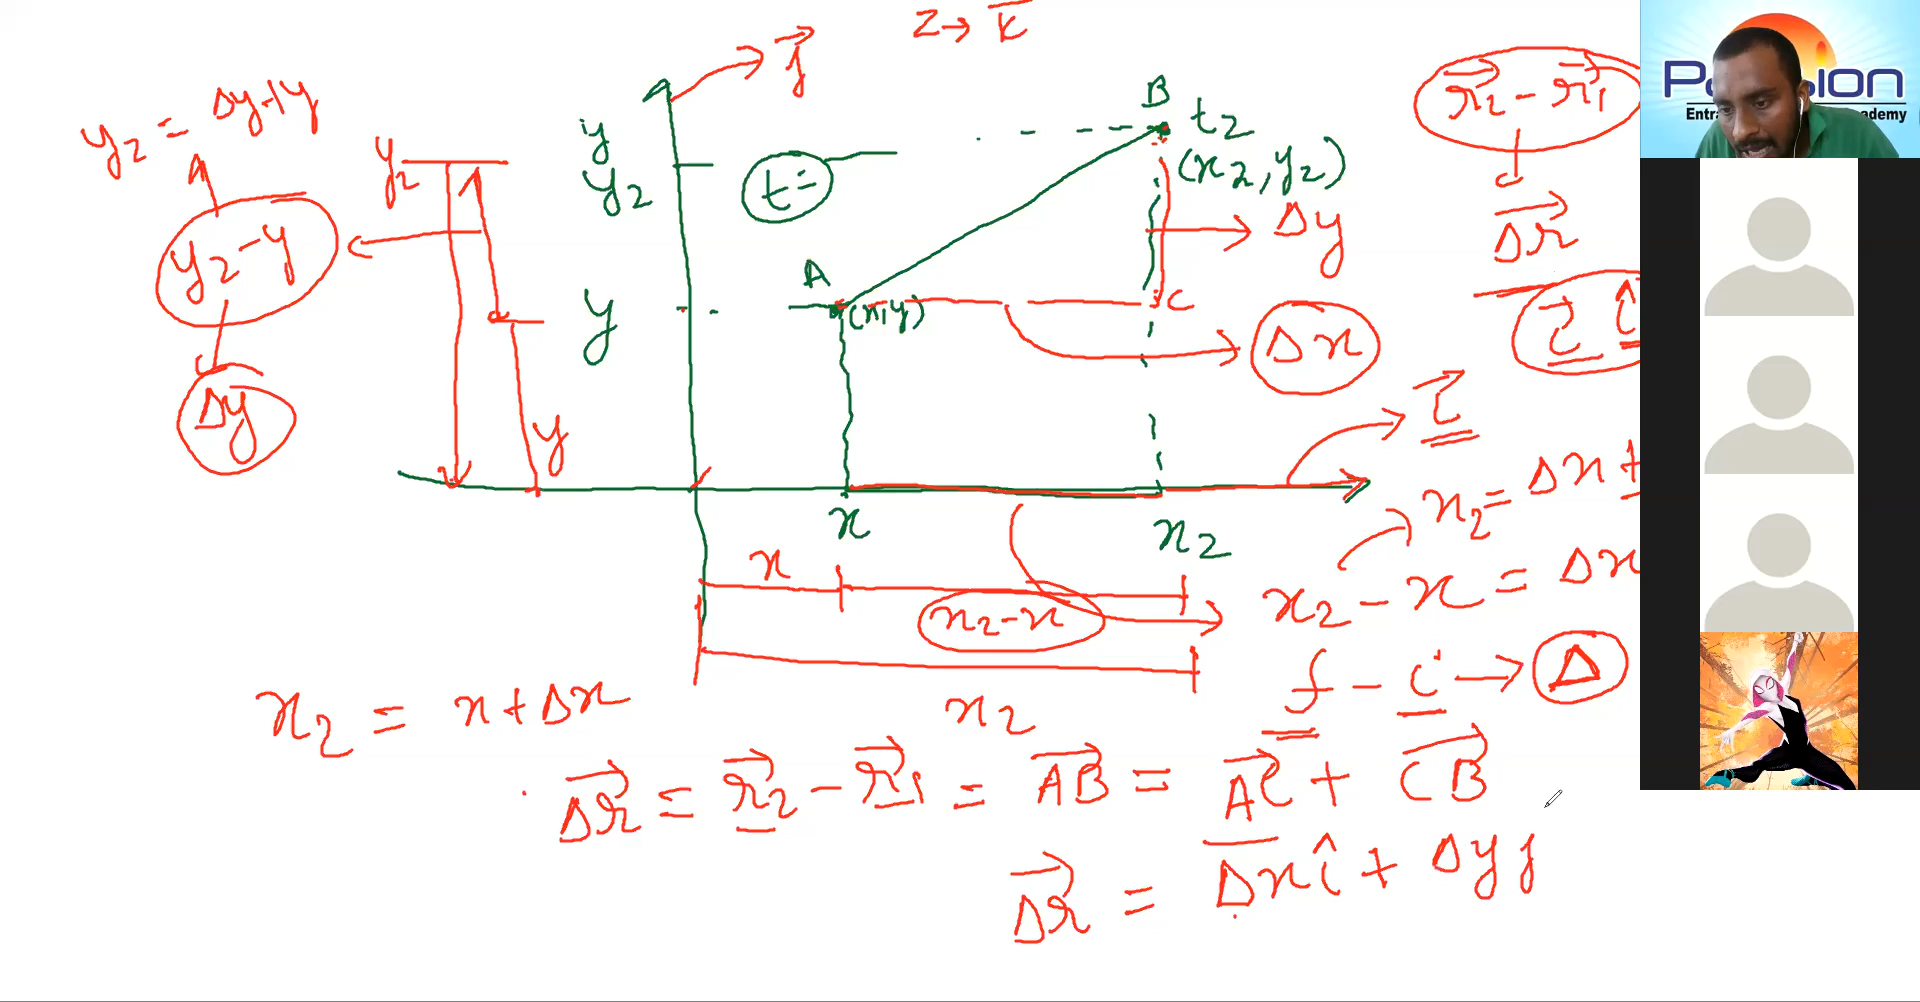 Z → k⃗
j⃗
y₂ = Δy+y
y₂
y₂ - y
Δy
y
y
y₂
y
t =
A
(x, y)
B
t₂
(x₂, y₂)
Δy
C
Δx
r⃗₂ - r⃗₁
Δr⃗
i⃗ î
i⃗
x
x₂
x₂ = Δx +
x
x₂ - x
x₂ - x = Δx
x₂
f - i → Δ
x₂ = x + Δx
Δr⃗ = r⃗₂ - r⃗₁ = AB⃗ = AC⃗ + CB⃗
Δr⃗ = Δx î + Δy j